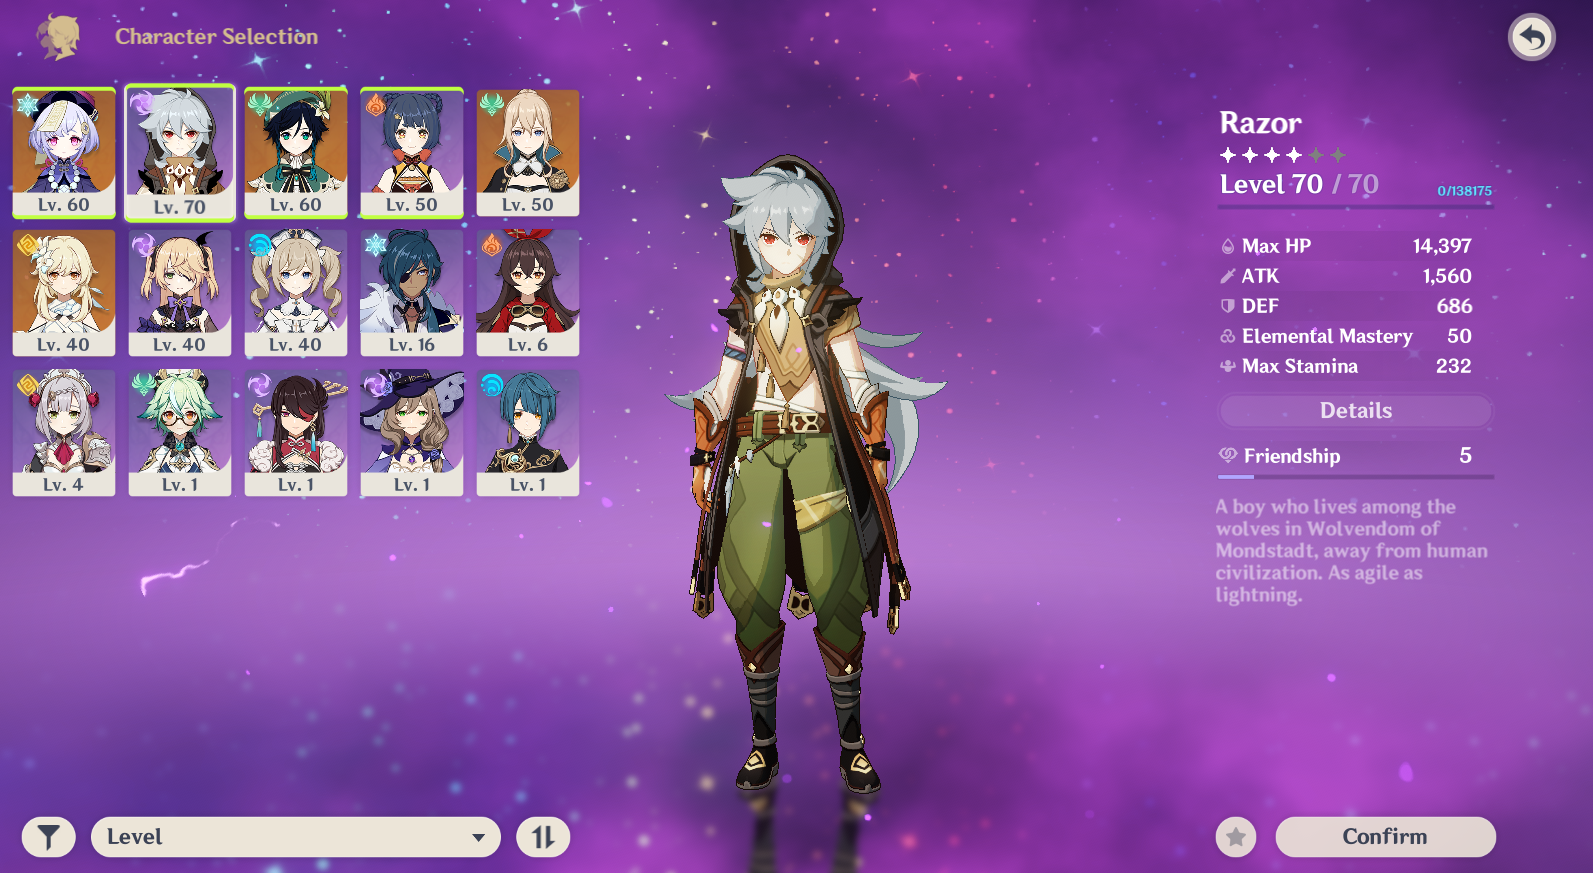 Character Selection
Lv. 60
Lv. 70
Lv. 60
Lv. 50
Lv. 50
Lv. 40
Lv. 40
Lv. 40
Lv. 16
Lv. 6
Lv. 4
Lv. 1
Lv. 1
Lv. 1
Lv. 1
Level
Razor
Level 70 / 70 0/138175
Max HP 14,397
ATK 1,560
DEF 686
Elemental Mastery 50
Max Stamina 232
Details
Friendship 5
A boy who lives among the
wolves in Wolvendom of
Mondstadt, away from human
civilization. As agile as
lightning.
Confirm